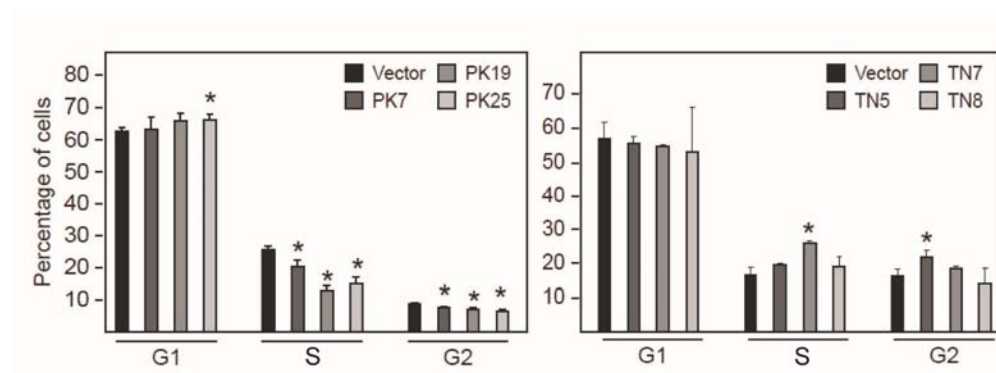 Percentage of cells
80
70
60
50
40
30
20
10
Vector PK19
PK7 PK25
*
* * *
* * *
G1 S G2
70
60
50
40
30
20
10
Vector TN7
TN5 TN8
* *
G1 S G2